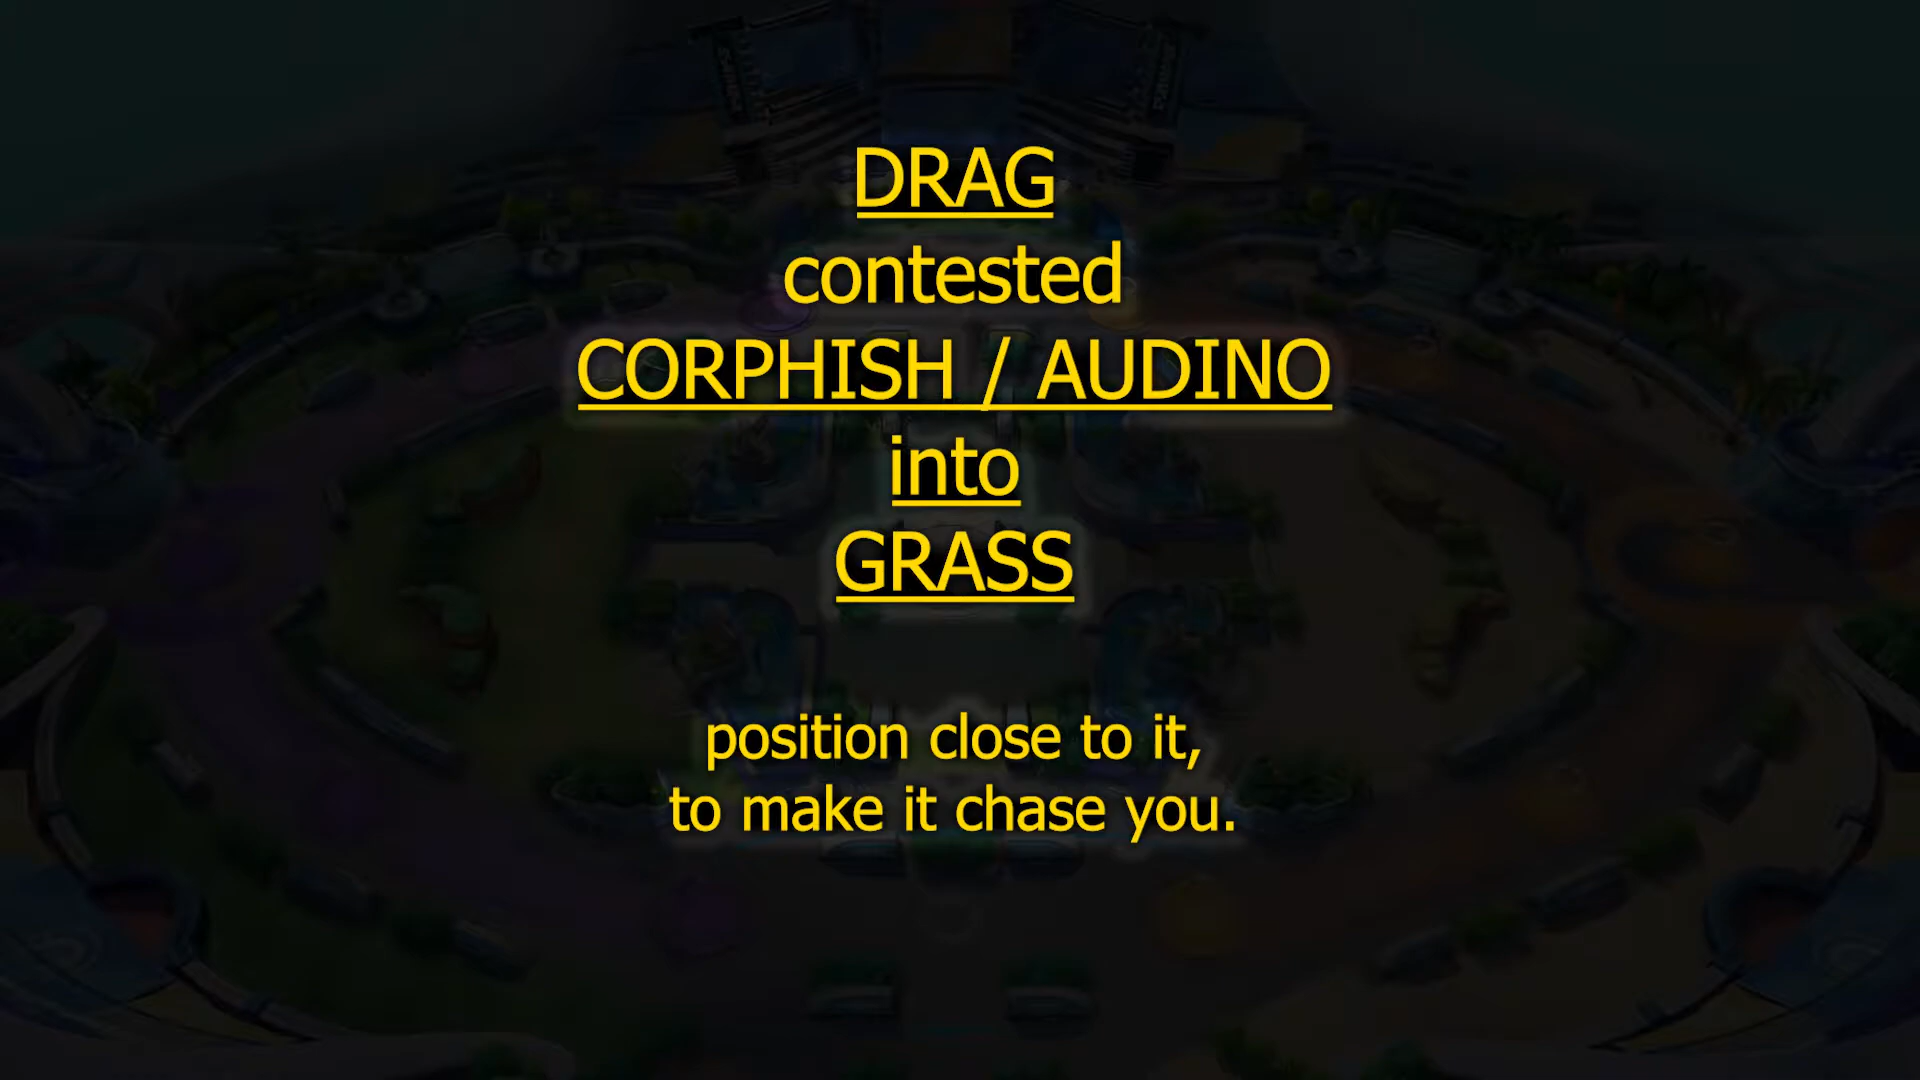 DRAG
contested
CORPHISH / AUDINO
into
GRASS
position close to it,
to make it chase you.